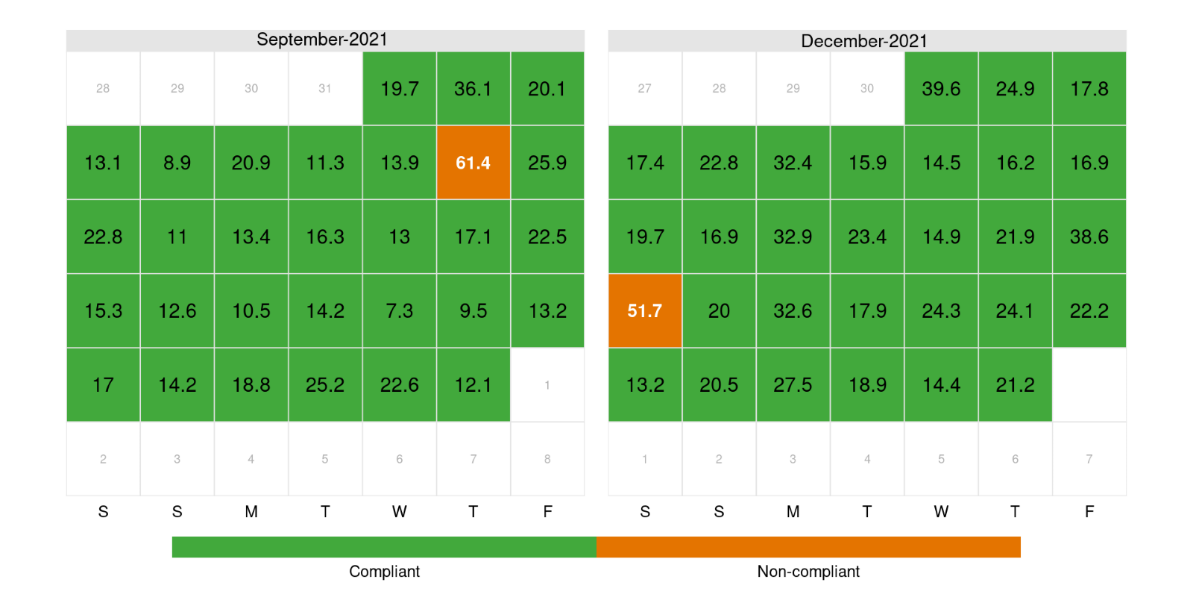 September-2021 December-2021
28 29 30 31 19.7 36.1 20.1 27 28 29 30 39.6 24.9 17.8
13.1 8.9 20.9 11.3 13.9 61.4 25.9 17.4 22.8 32.4 15.9 14.5 16.2 16.9
22.8 11 13.4 16.3 13 17.1 22.5 19.7 16.9 32.9 23.4 14.9 21.9 38.6
15.3 12.6 10.5 14.2 7.3 9.5 13.2 51.7 20 32.6 17.9 24.3 24.1 22.2
17 14.2 18.8 25.2 22.6 12.1 1 13.2 20.5 27.5 18.9 14.4 21.2
2 3 4 5 6 7 8 1 2 3 4 5 6 7
S S M T W T F S S M T W T F
Compliant Non-compliant